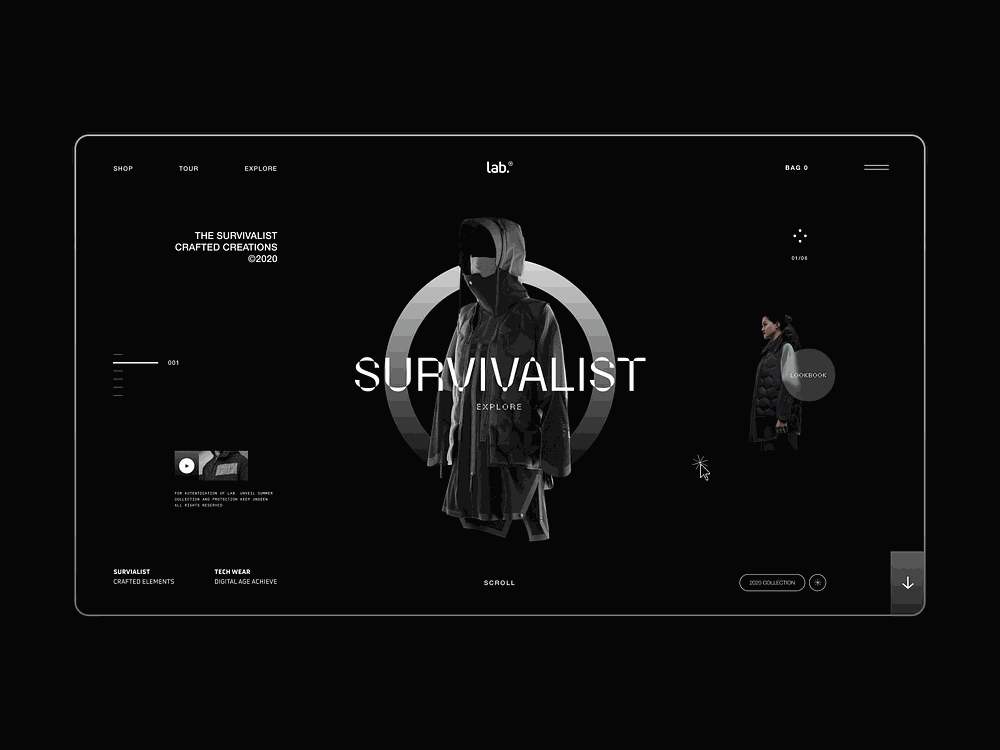 SHOP TOUR EXPLORE lab.® BAG 0
THE SURVIVALIST
CRAFTED CREATIONS
©2020
01/06
001
SURVIVALIST
EXPLORE
LOOKBOOK
FOR AUTENTICATION OF LAB. UNVEIL SUMMER
COLLECTION AND PROTECTION KEEP UNSEEN
ALL RIGHTS RESERVED
SURVIALIST
CRAFTED ELEMENTS
TECH WEAR
DIGITAL AGE ACHIEVE
SCROLL
2020 COLLECTION